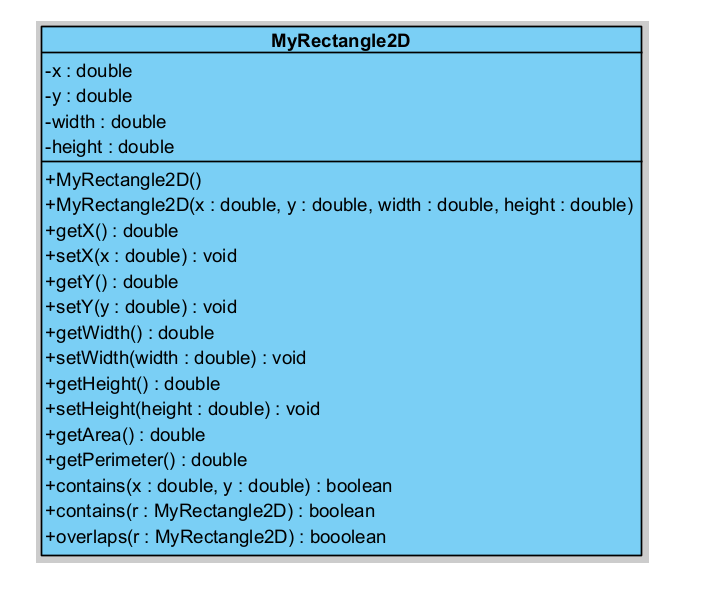 MyRectangle2D
-x : double
-y : double
-width : double
-height : double
+MyRectangle2D()
+MyRectangle2D(x : double, y : double, width : double, height : double)
+getX() : double
+setX(x : double) : void
+getY() : double
+setY(y : double) : void
+getWidth() : double
+setWidth(width : double) : void
+getHeight() : double
+setHeight(height : double) : void
+getArea() : double
+getPerimeter() : double
+contains(x : double, y : double) : boolean
+contains(r : MyRectangle2D) : boolean
+overlaps(r : MyRectangle2D) : booolean